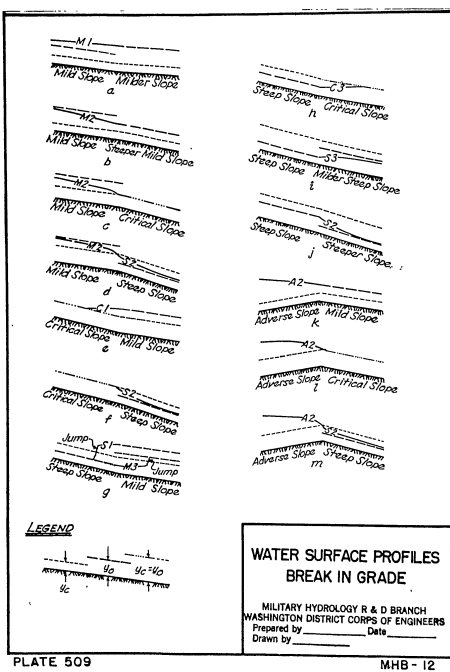 M1
Mild Slope Milder Slope
a
M2
Mild Slope Steeper Mild Slope
b
M2
Mild Slope Critical Slope
c
M2 S2
Mild Slope Steep Slope
d
C1
Critical Slope Mild Slope
e
S2
Critical Slope Steep Slope
f
Jump S1
M3 Jump
Steep Slope Mild Slope
g
C3
Steep Slope Critical Slope
h
S3
Steep Slope Milder Steep Slope
i
S2
Steep Slope Steeper Slope
j
A2
Adverse Slope Mild Slope
k
A2
Adverse Slope Critical Slope
l
A2
S2
Adverse Slope Steep Slope
m
LEGEND
yc yo yc=yo
WATER SURFACE PROFILES
BREAK IN GRADE
MILITARY HYDROLOGY R & D BRANCH
WASHINGTON DISTRICT CORPS OF ENGINEERS
Prepared by Date
Drawn by
PLATE 509
MHB - 12